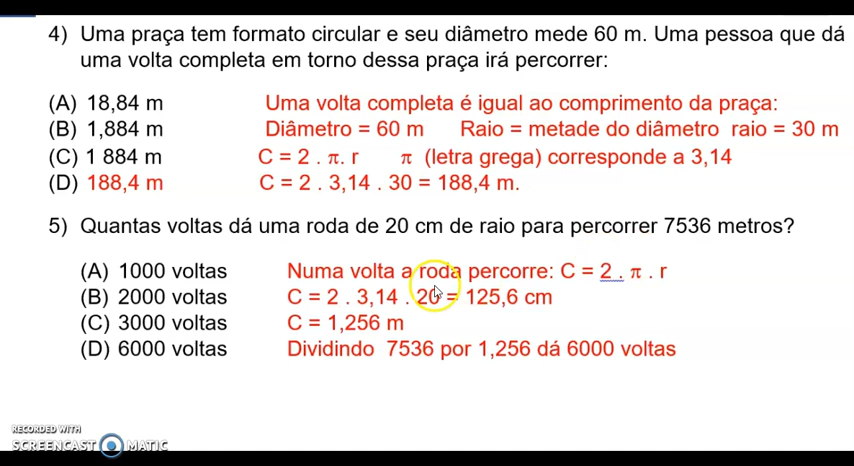 4) Uma praça tem formato circular e seu diâmetro mede 60 m. Uma pessoa que dá
uma volta completa em torno dessa praça irá percorrer:
(A) 18,84 m Uma volta completa é igual ao comprimento da praça:
(B) 1,884 m Diâmetro = 60 m Raio = metade do diâmetro raio = 30 m
(C) 1 884 m C = 2 . π. r π (letra grega) corresponde a 3,14
(D) 188,4 m C = 2 . 3,14 . 30 = 188,4 m.
5) Quantas voltas dá uma roda de 20 cm de raio para percorrer 7536 metros?
(A) 1000 voltas Numa volta a roda percorre: C = 2 . π . r
(B) 2000 voltas C = 2 . 3,14 . 20 = 125,6 cm
(C) 3000 voltas C = 1,256 m
(D) 6000 voltas Dividindo 7536 por 1,256 dá 6000 voltas
RECORDED WITH
SCREENCAST MATIC